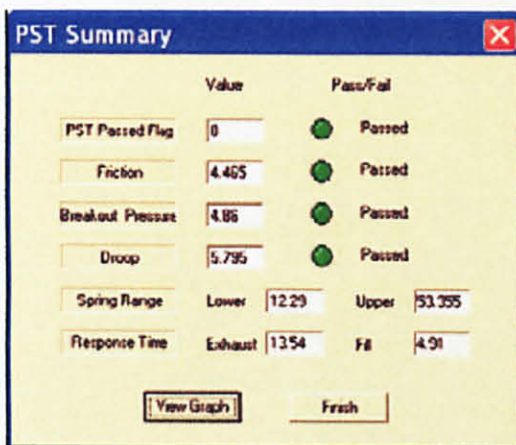 PST Summary
Value Pass/Fail
PST Passed Flag 0 Passed
Friction 4.465 Passed
Breakout Pressure 4.86 Passed
Droop 5.795 Passed
Spring Range Lower 12.29 Upper 53.355
Response Time Exhaust 13.54 Fill 4.91
View Graph Finish